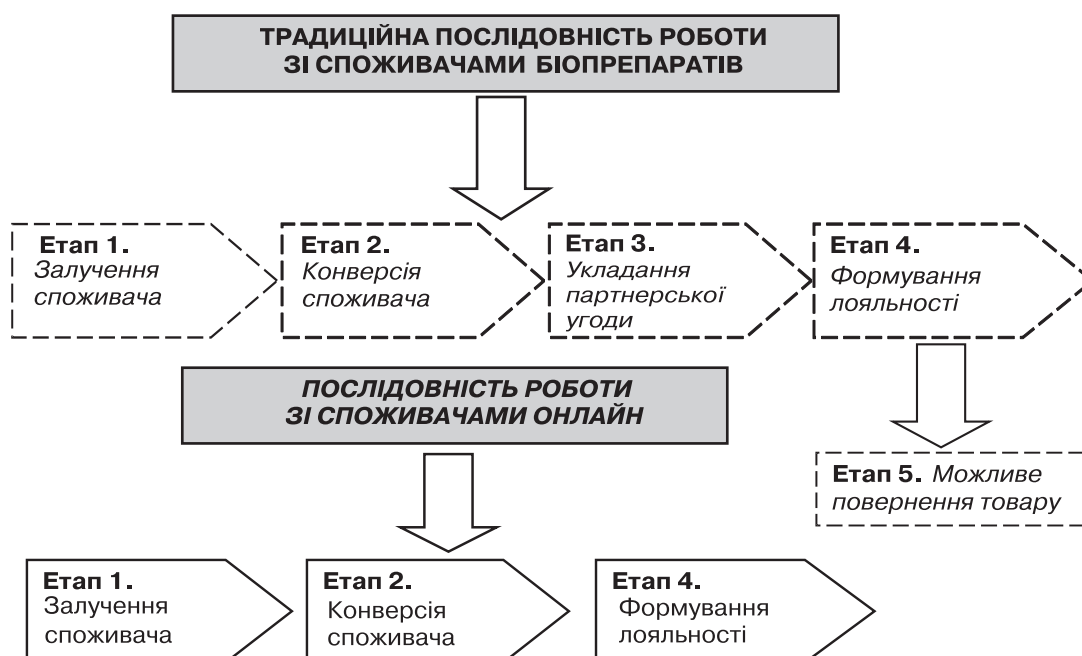 ТРАДИЦІЙНА ПОСЛІДОВНІСТЬ РОБОТИ
ЗІ СПОЖИВАЧАМИ БІОПРЕПАРАТІВ
Етап 1.
Залучення
споживача
Етап 2.
Конверсія
споживача
Етап 3.
Укладання
партнерської
угоди
Етап 4.
Формування
лояльності
ПОСЛІДОВНІСТЬ РОБОТИ
ЗІ СПОЖИВАЧАМИ ОНЛАЙН
Етап 5. Можливе
повернення товару
Етап 1.
Залучення
споживача
Етап 2.
Конверсія
споживача
Етап 4.
Формування
лояльності